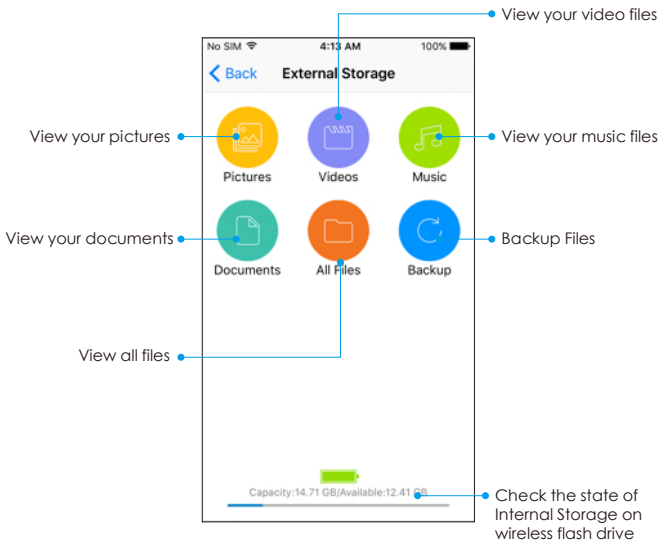 View your video files
No SIM 4:13 AM 100%
Back External Storage
View your pictures
View your music files
Pictures Videos Music
View your documents
Backup Files
Documents All Files Backup
View all files
Capacity:14.71 GB/Available:12.41 GB
Check the state of
Internal Storage on
wireless flash drive